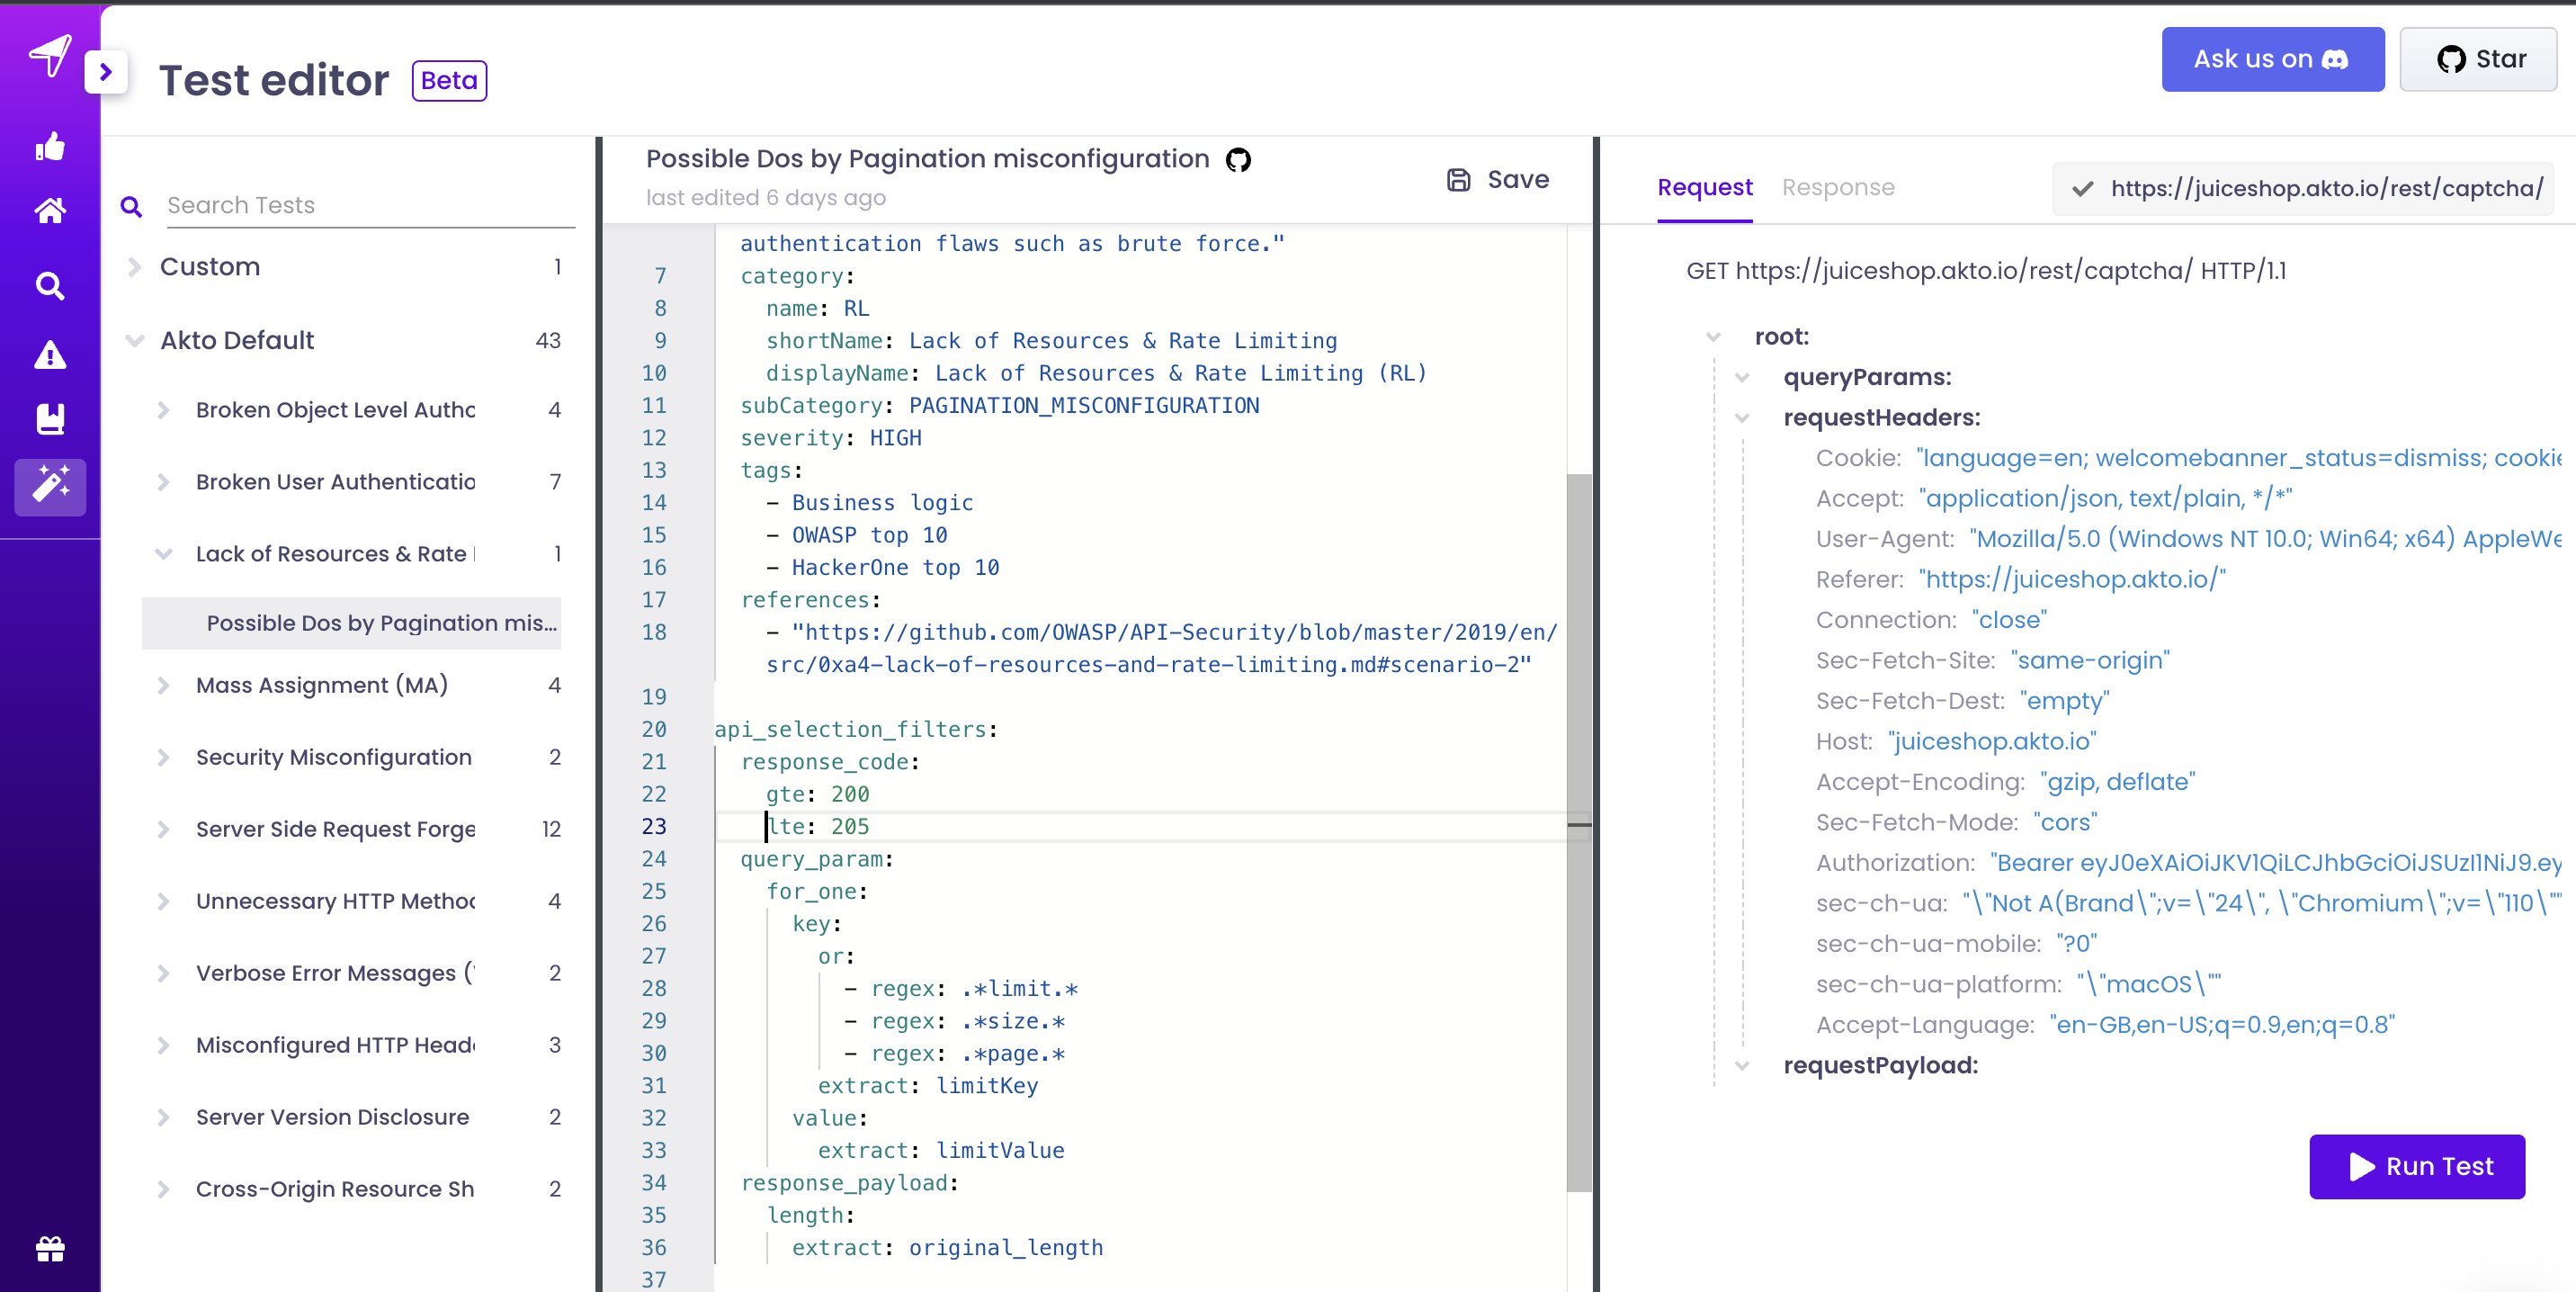 Test editor Beta
Ask us on
Star
Search Tests
Custom 1
Akto Default 43
Broken Object Level Autho 4
Broken User Authenticatio 7
Lack of Resources & Rate 1
Possible Dos by Pagination mis...
Mass Assignment (MA) 4
Security Misconfiguration 2
Server Side Request Forge 12
Unnecessary HTTP Method 4
Verbose Error Messages ( 2
Misconfigured HTTP Head 3
Server Version Disclosure 2
Cross-Origin Resource Sh 2
Possible Dos by Pagination misconfiguration
last edited 6 days ago
Save
authentication flaws such as brute force."
7 category:
8 name: RL
9 shortName: Lack of Resources & Rate Limiting
10 displayName: Lack of Resources & Rate Limiting (RL)
11 subCategory: PAGINATION_MISCONFIGURATION
12 severity: HIGH
13 tags:
14 - Business logic
15 - OWASP top 10
16 - HackerOne top 10
17 references:
18 - "https://github.com/OWASP/API-Security/blob/master/2019/en/
src/0xa4-lack-of-resources-and-rate-limiting.md#scenario-2"
19
20 api_selection_filters:
21 response_code:
22 gte: 200
23 lte: 205
24 query_param:
25 for_one:
26 key:
27 or:
28 - regex: .*limit.*
29 - regex: .*size.*
30 - regex: .*page.*
31 extract: limitKey
32 value:
33 extract: limitValue
34 response_payload:
35 length:
36 extract: original_length
37
Request Response
https://juiceshop.akto.io/rest/captcha/
GET https://juiceshop.akto.io/rest/captcha/ HTTP/1.1
root:
queryParams:
requestHeaders:
Cookie: "language=en; welcomebanner_status=dismiss; cookie
Accept: "application/json, text/plain, */*"
User-Agent: "Mozilla/5.0 (Windows NT 10.0; Win64; x64) AppleWe
Referer: "https://juiceshop.akto.io/"
Connection: "close"
Sec-Fetch-Site: "same-origin"
Sec-Fetch-Dest: "empty"
Host: "juiceshop.akto.io"
Accept-Encoding: "gzip, deflate"
Sec-Fetch-Mode: "cors"
Authorization: "Bearer eyJ0eXAiOiJKV1QiLCJhbGciOiJSUzI1NiJ9.ey
sec-ch-ua: "\"Not A(Brand\";v=\"24\", \"Chromium\";v=\"110\""
sec-ch-ua-mobile: "?0"
sec-ch-ua-platform: "\"macOS\""
Accept-Language: "en-GB,en-US;q=0.9,en;q=0.8"
requestPayload:
Run Test